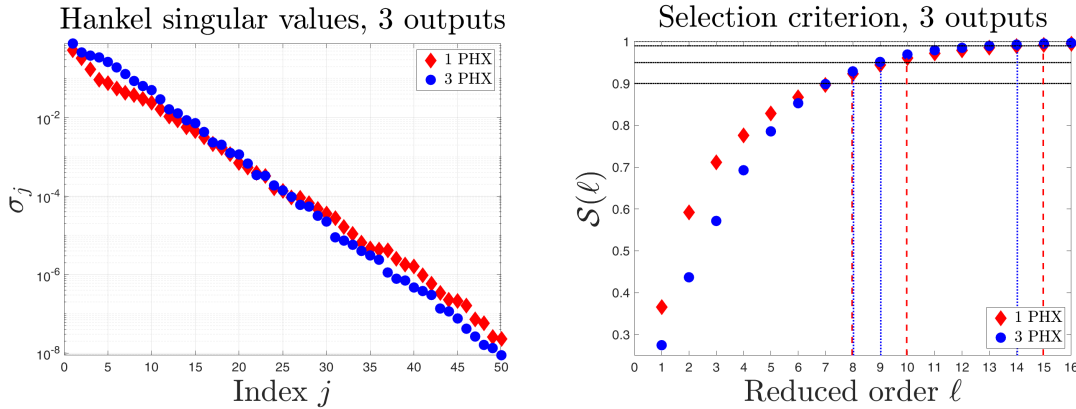 Hankel singular values, 3 outputs
1 PHX
3 PHX
10^-2
10^-4
10^-6
10^-8
σ_j
0 5 10 15 20 25 30 35 40 45 50
Index j
Selection criterion, 3 outputs
1
0.9
0.8
0.7
0.6
0.5
0.4
0.3
S(ℓ)
1 PHX
3 PHX
0 1 2 3 4 5 6 7 8 9 10 11 12 13 14 15 16
Reduced order ℓ